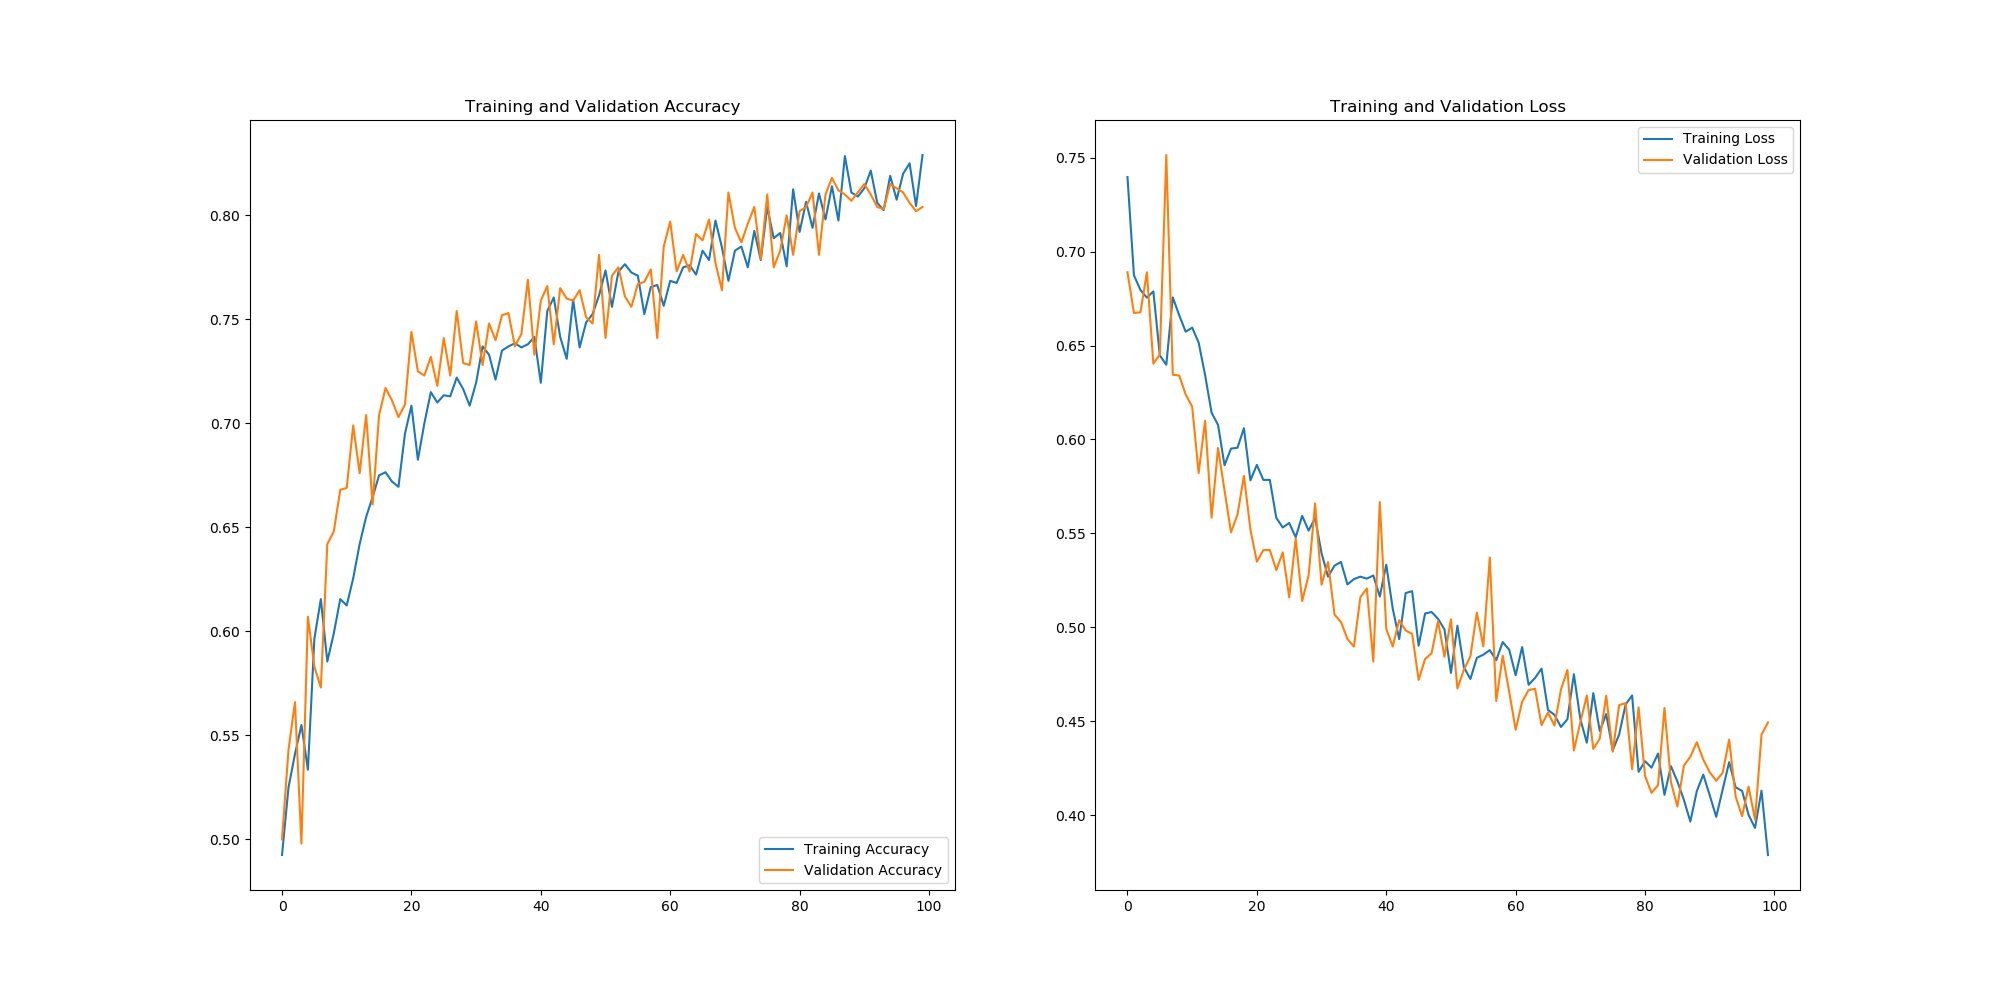 Training and Validation Accuracy
0.80
0.75
0.70
0.65
0.60
0.55
0.50
0 20 40 60 80 100
Training Accuracy
Validation Accuracy
Training and Validation Loss
0.75
0.70
0.65
0.60
0.55
0.50
0.45
0.40
0 20 40 60 80 100
Training Loss
Validation Loss